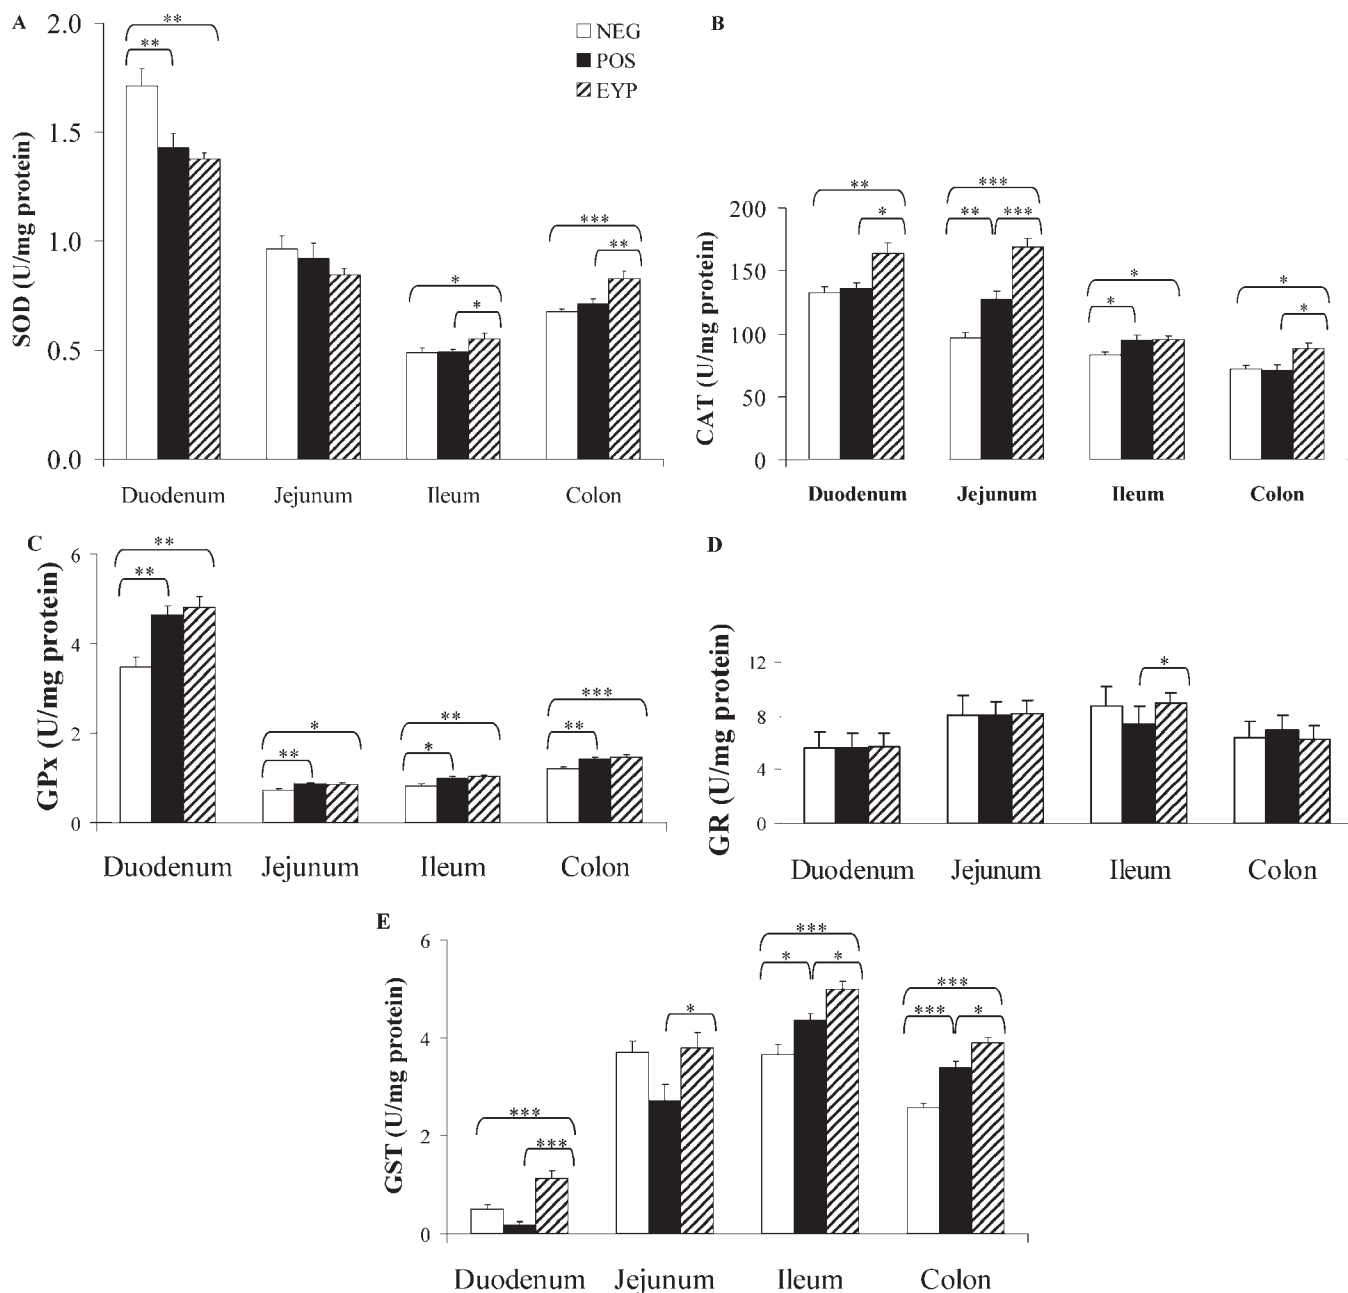 A
SOD (U/mg protein)
2.0
1.5
1.0
0.5
0.0
NEG
POS
EYP
**
**
*
*
***
**
Duodenum Jejunum Ileum Colon
B
CAT (U/mg protein)
200
150
100
50
0
**
*
***
** ***
*
*
*
*
Duodenum Jejunum Ileum Colon
C
GPx (U/mg protein)
6
4
2
0
**
**
*
**
**
*
***
**
Duodenum Jejunum Ileum Colon
D
GR (U/mg protein)
12
8
4
0
*
Duodenum Jejunum Ileum Colon
E
GST (U/mg protein)
6
4
2
0
***
***
*
***
* *
***
*** *
Duodenum Jejunum Ileum Colon